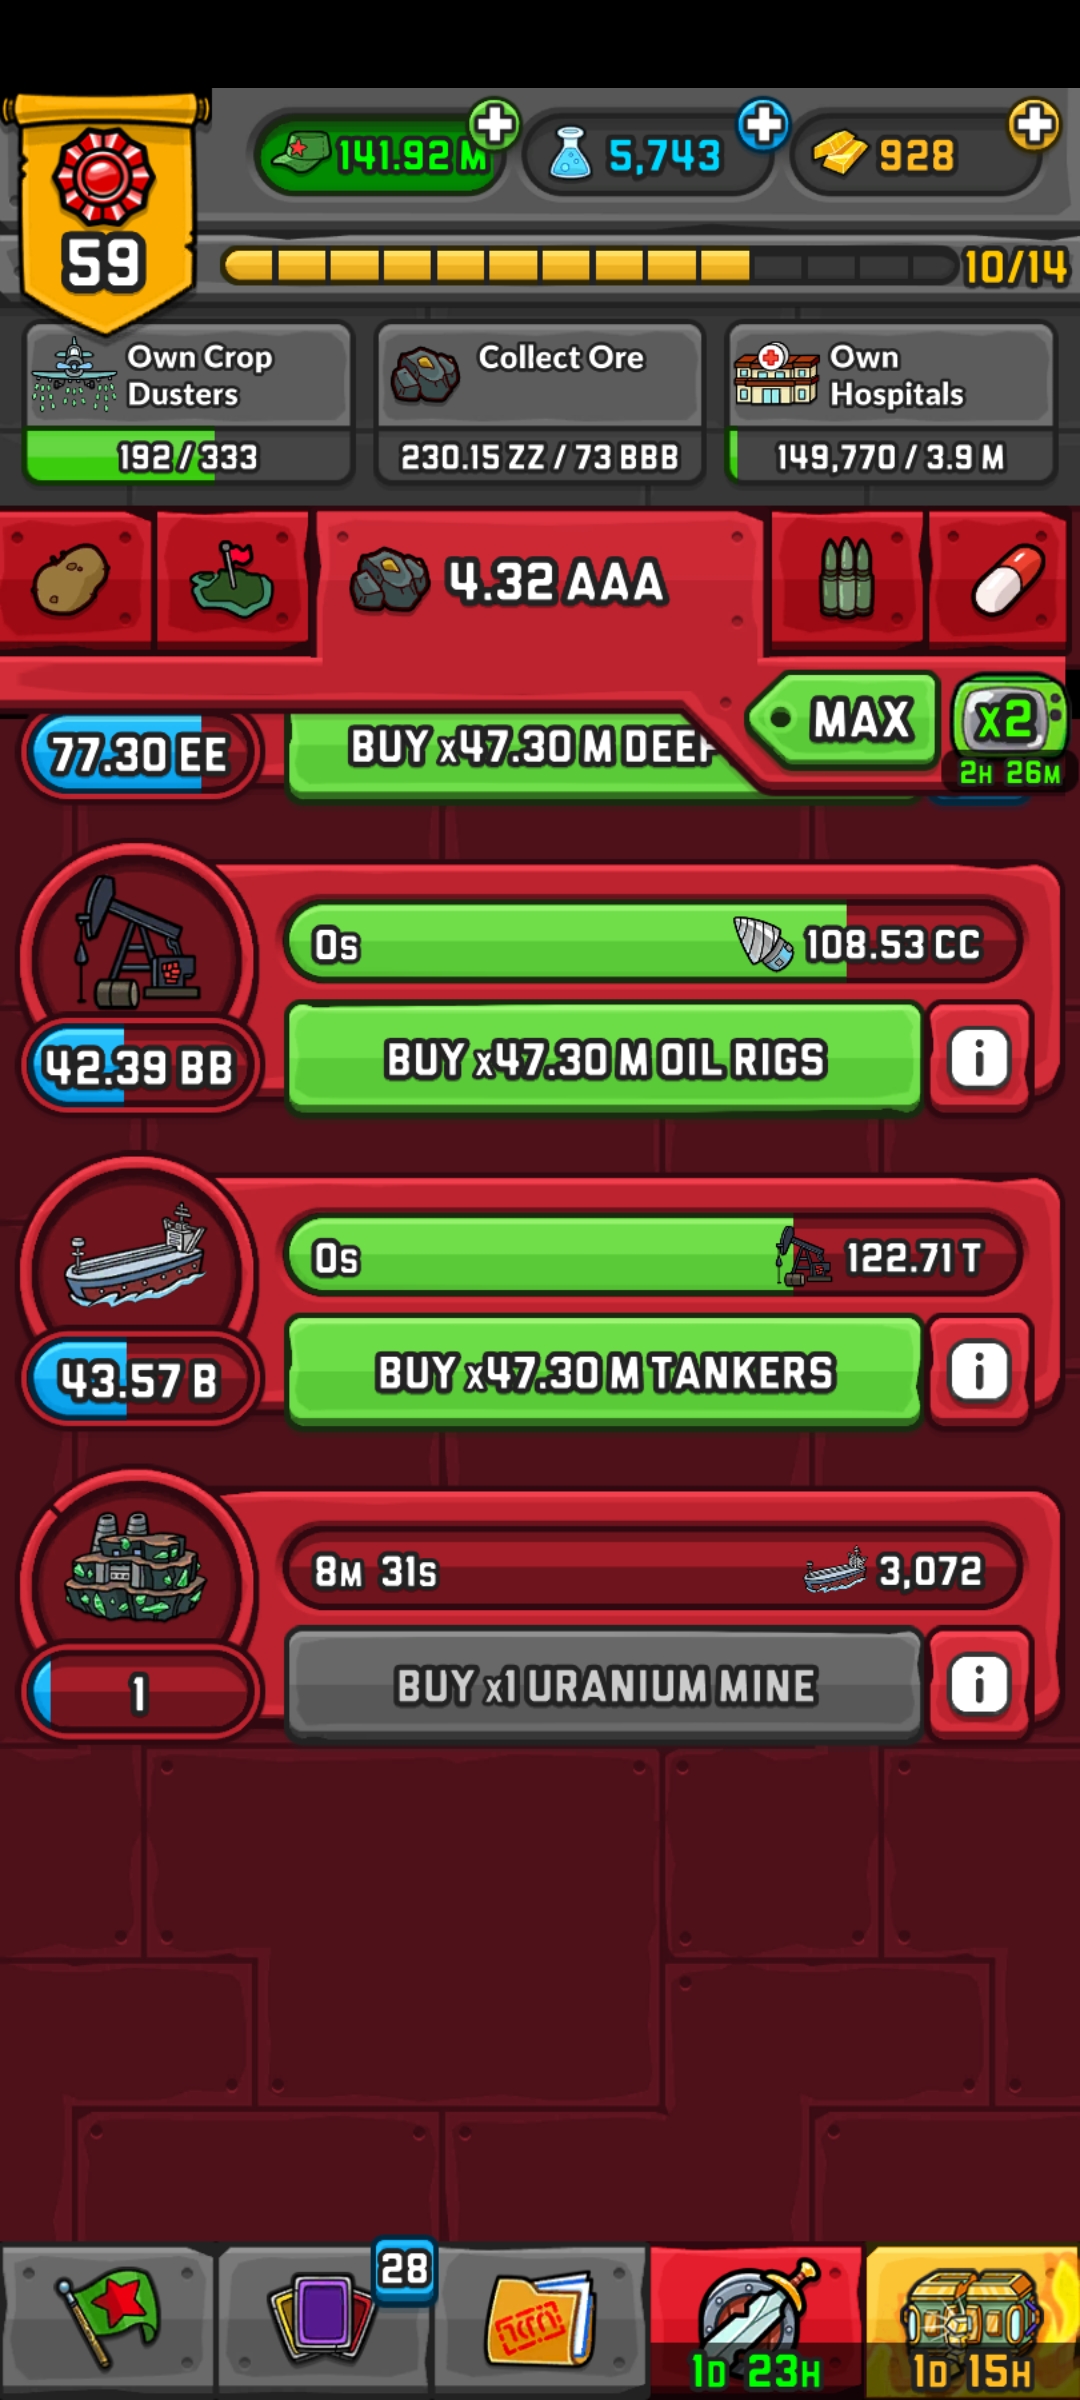 141.92 M
5,743
928
59
10/14
Own Crop
Dusters
192/333
Collect Ore
230.15 ZZ / 73 BBB
Own
Hospitals
149,770 / 3.9 M
4.32 AAA
MAX
x2
2H 26M
77.30 EE
BUY x47.30 M DEEP
0s
108.53 CC
42.39 BB
BUY x47.30 M OIL RIGS
i
0s
122.71 T
43.57 B
BUY x47.30 M TANKERS
i
8M 31s
3,072
1
BUY x1 URANIUM MINE
i
28
1D 23H
1D 15H